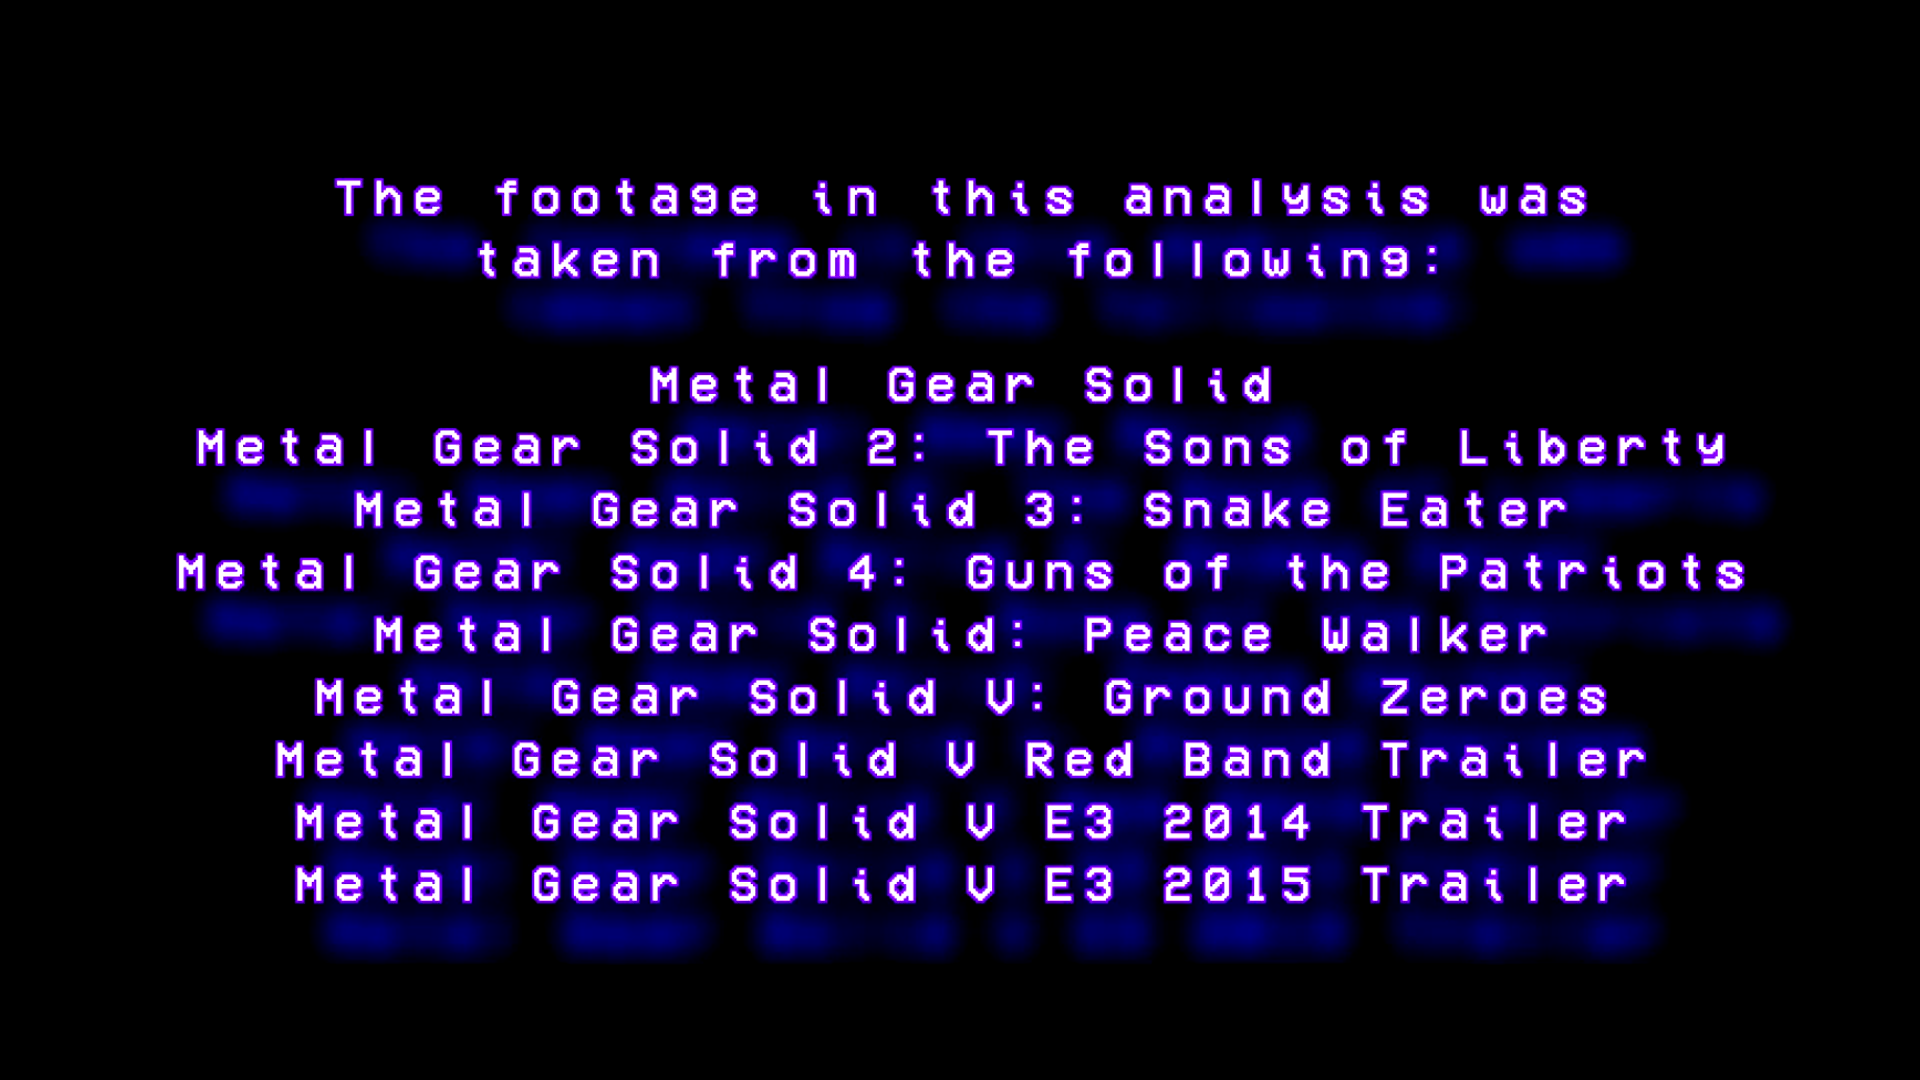 The footage in this analysis was
taken from the following:
Metal Gear Solid
Metal Gear Solid 2: The Sons of Liberty
Metal Gear Solid 3: Snake Eater
Metal Gear Solid 4: Guns of the Patriots
Metal Gear Solid: Peace Walker
Metal Gear Solid V: Ground Zeroes
Metal Gear Solid V Red Band Trailer
Metal Gear Solid V E3 2014 Trailer
Metal Gear Solid V E3 2015 Trailer